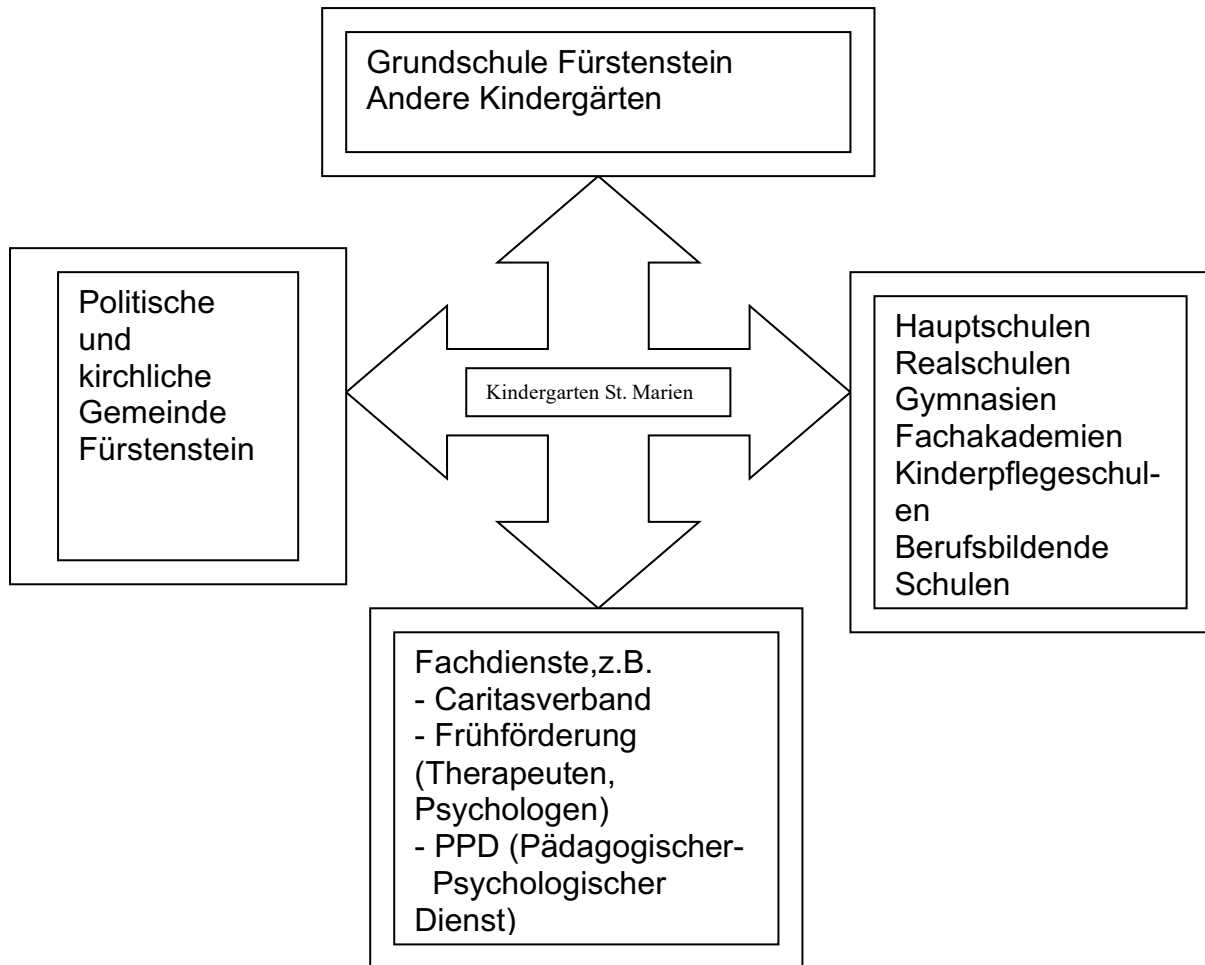 Grundschule Fürstenstein
Andere Kindergärten
Politische
und
kirchliche
Gemeinde
Fürstenstein
Kindergarten St. Marien
Hauptschulen
Realschulen
Gymnasien
Fachakademien
Kinderpflegeschul-
en
Berufsbildende
Schulen
Fachdienste,z.B.
- Caritasverband
- Frühförderung
(Therapeuten,
Psychologen)
- PPD (Pädagogischer-
Psychologischer
Dienst)